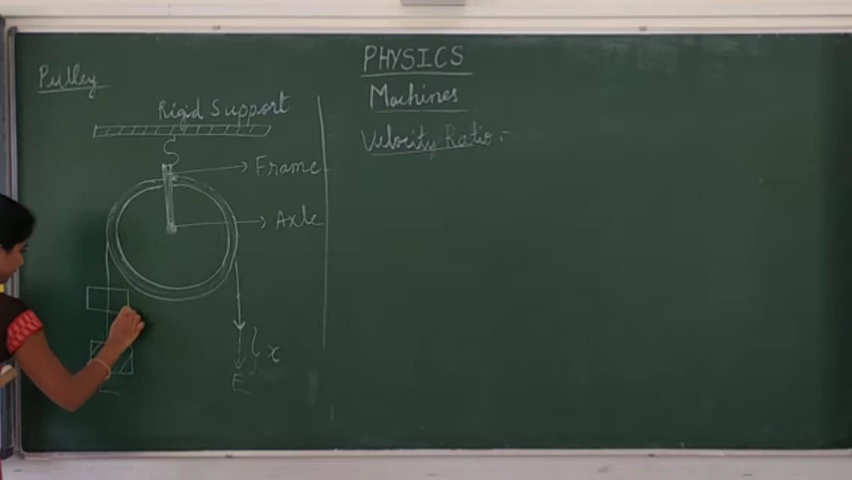 PHYSICS
Pulley
Machines
Rigid Support
Velocity Ratio :-
Frame
Axle
x
E
L